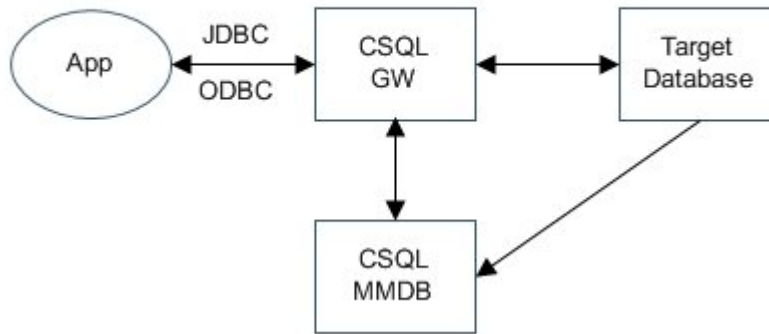 App
JDBC
ODBC
CSQL
GW
Target
Database
CSQL
MMDB